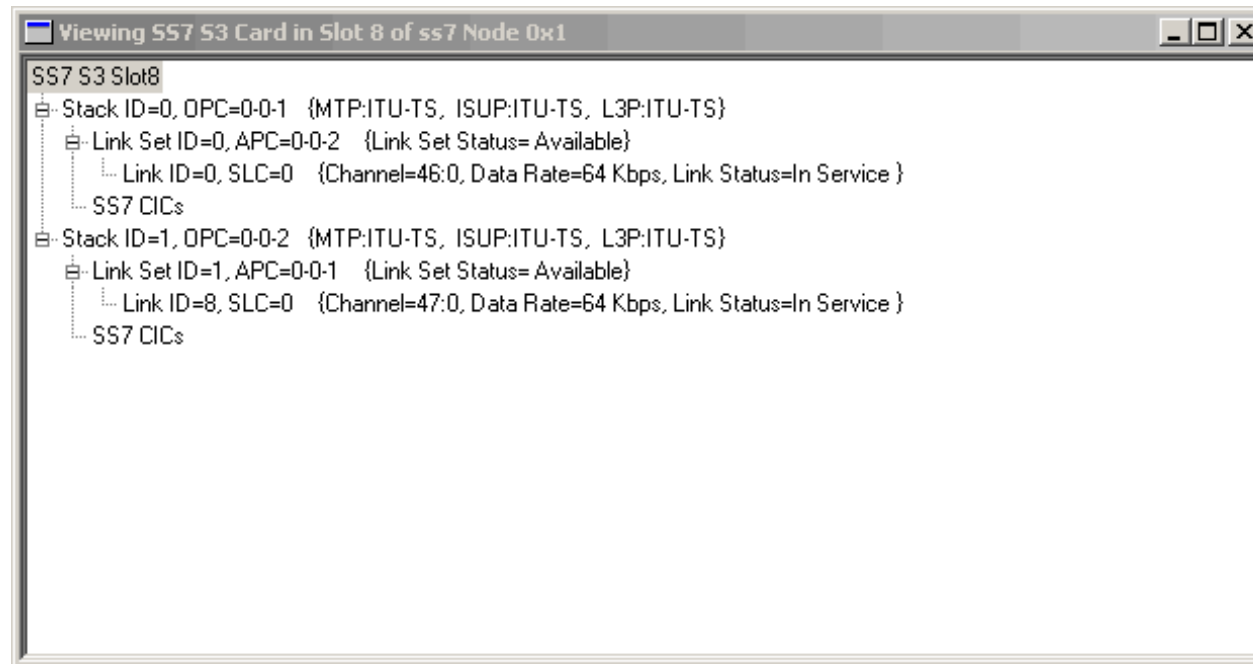 Viewing SS7 S3 Card in Slot 8 of ss7 Node 0x1
SS7 S3 Slot8
Stack ID=0, OPC=0-0-1 {MTP:ITU-TS, ISUP:ITU-TS, L3P:ITU-TS}
Link Set ID=0, APC=0-0-2 {Link Set Status= Available}
Link ID=0, SLC=0 {Channel=46:0, Data Rate=64 Kbps, Link Status=In Service }
SS7 CICs
Stack ID=1, OPC=0-0-2 {MTP:ITU-TS, ISUP:ITU-TS, L3P:ITU-TS}
Link Set ID=1, APC=0-0-1 {Link Set Status= Available}
Link ID=8, SLC=0 {Channel=47:0, Data Rate=64 Kbps, Link Status=In Service }
SS7 CICs